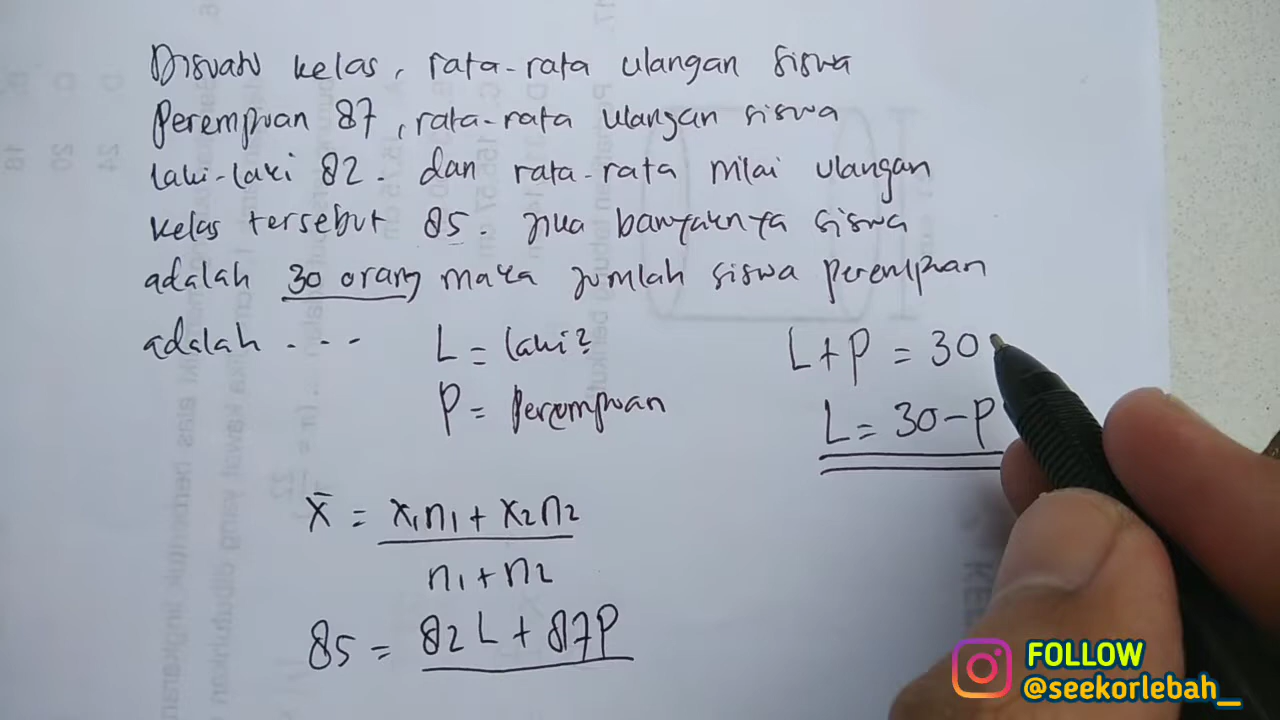 Disuatu kelas, rata-rata ulangan siswa
Perempuan 87, rata-rata ulangan siswa
laki-laki 82. dan rata-rata nilai ulangan
kelas tersebut 85. jika banyaknya siswa
adalah 30 orang maka jumlah siswa perempuan
adalah ...
L = laki2
P = Perempuan
L+P = 30
L = 30-P
x̄ = x1n1 + x2n2
n1 + n2
85 = 82L + 87P
FOLLOW
@seekorlebah_